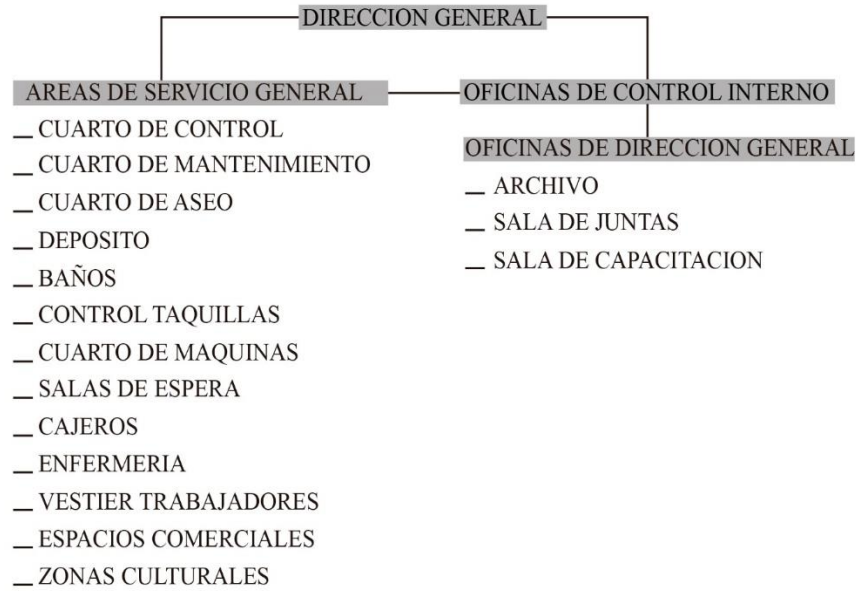 DIRECCION GENERAL
AREAS DE SERVICIO GENERAL
_ CUARTO DE CONTROL
_ CUARTO DE MANTENIMIENTO
_ CUARTO DE ASEO
_ DEPOSITO
_ BAÑOS
_ CONTROL TAQUILLAS
_ CUARTO DE MAQUINAS
_ SALAS DE ESPERA
_ CAJEROS
_ ENFERMERIA
_ VESTIER TRABAJADORES
_ ESPACIOS COMERCIALES
_ ZONAS CULTURALES
OFICINAS DE CONTROL INTERNO
OFICINAS DE DIRECCION GENERAL
_ ARCHIVO
_ SALA DE JUNTAS
_ SALA DE CAPACITACION